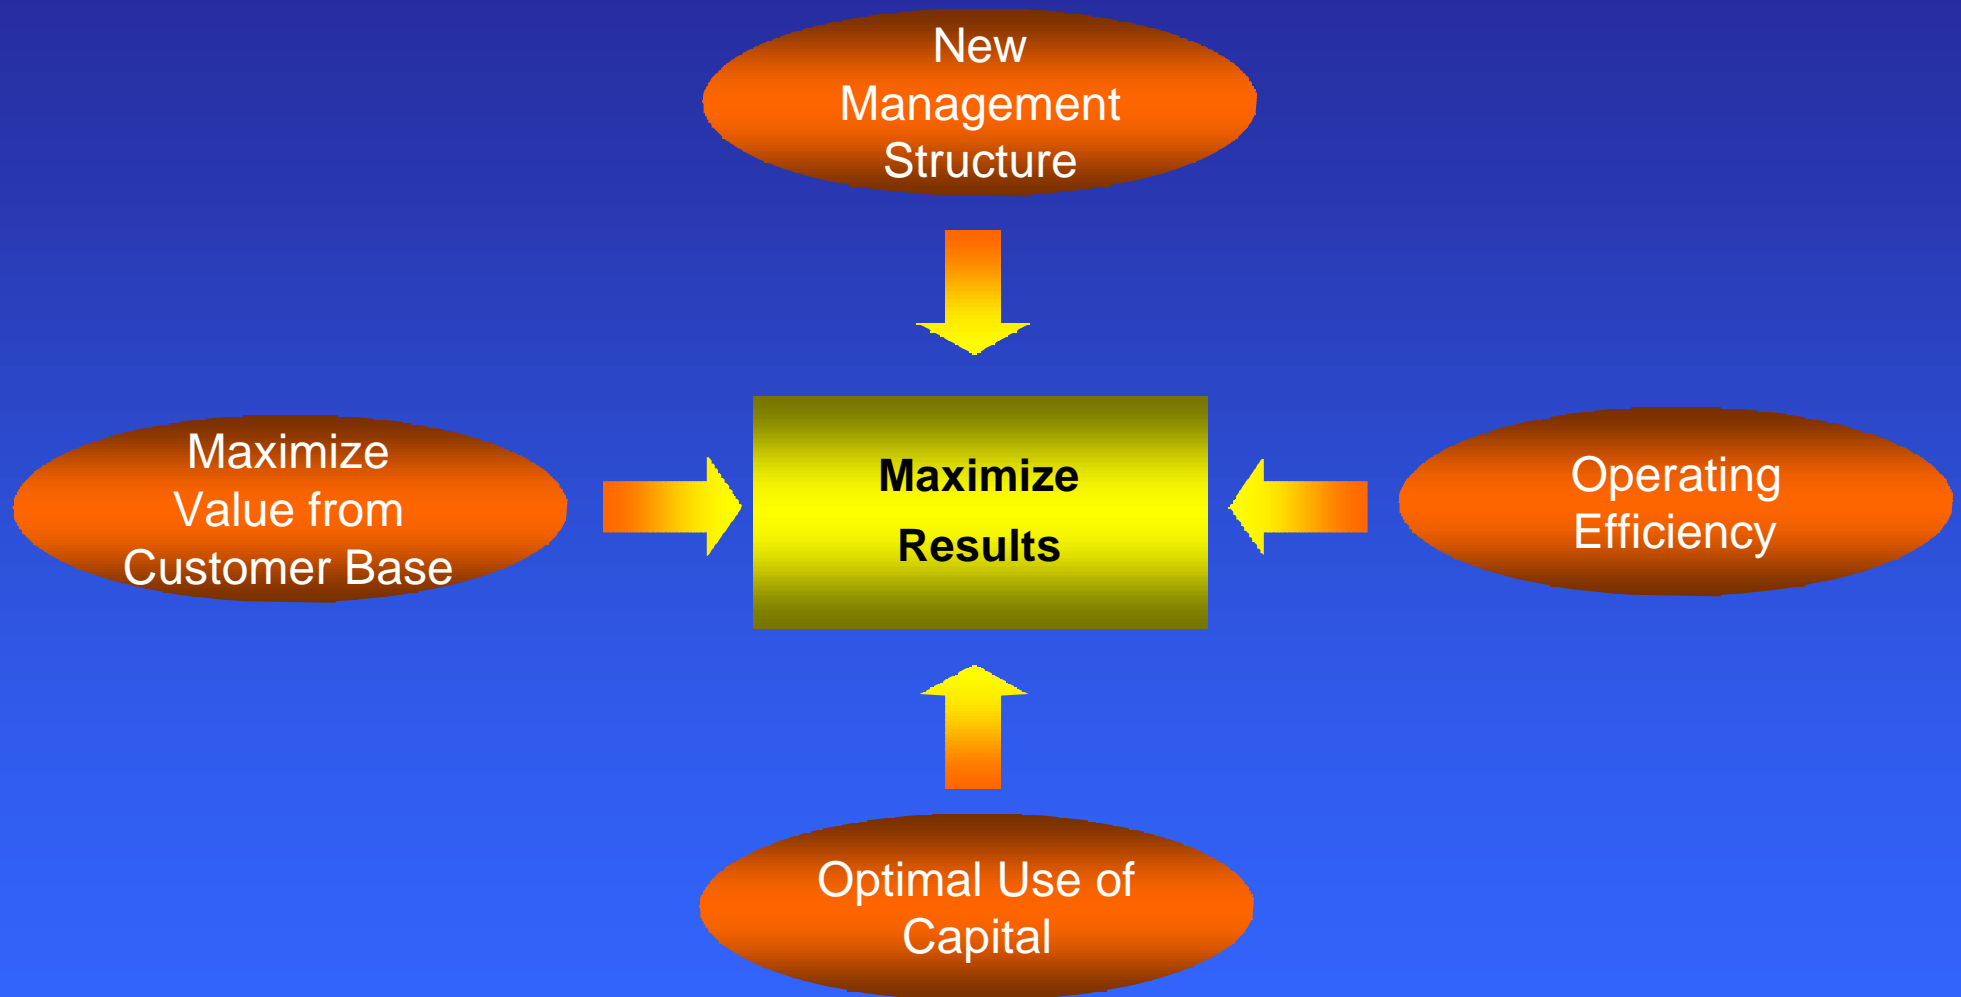 New
Management
Structure
Maximize
Value from
Customer Base
Maximize
Results
Operating
Efficiency
Optimal Use of
Capital